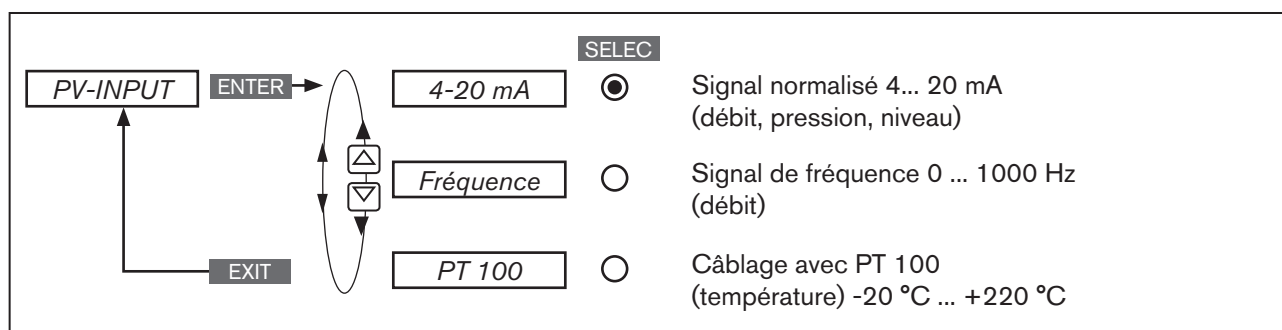 SELEC
PV-INPUT ENTER 4-20 mA Signal normalisé 4... 20 mA
(débit, pression, niveau)
Fréquence Signal de fréquence 0 ... 1000 Hz
(débit)
EXIT PT 100 Câblage avec PT 100
(température) -20 °C ... +220 °C